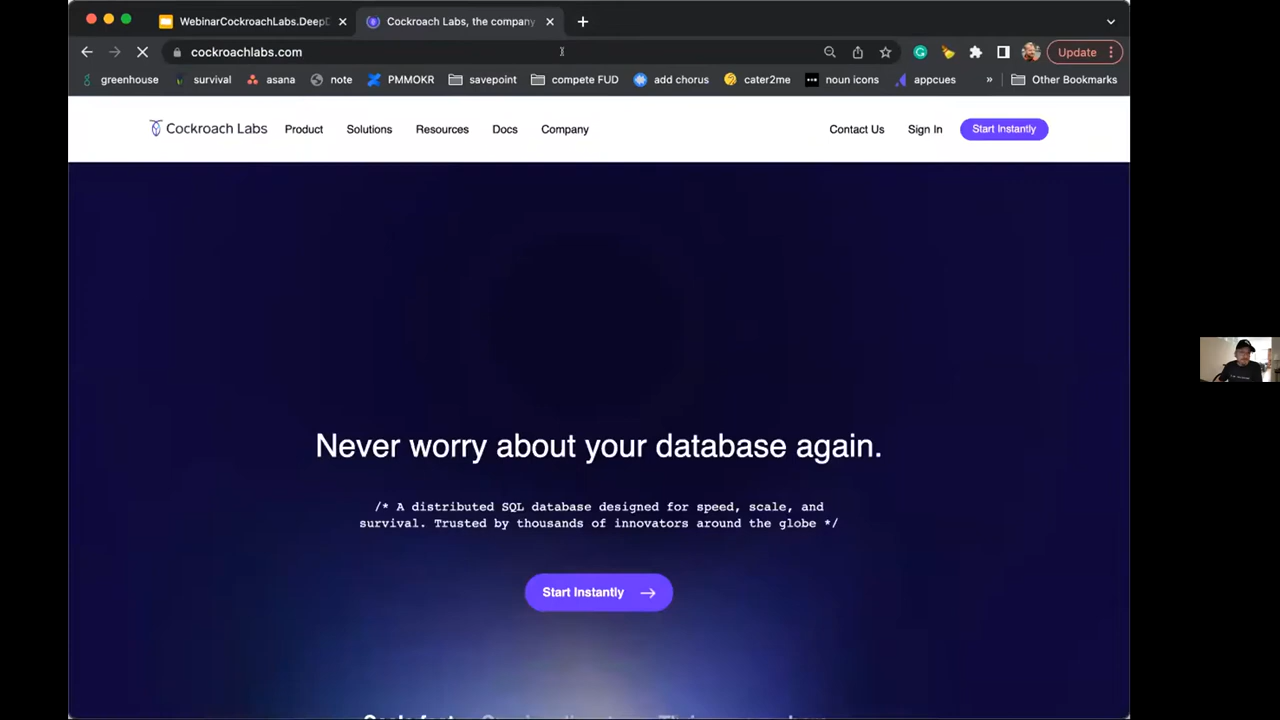 WebinarCockroachLabs.DeepD
Cockroach Labs, the company
cockroachlabs.com
Update
greenhouse
survival
asana
note
PMMOKR
savepoint
compete FUD
add chorus
cater2me
noun icons
appcues
»
Other Bookmarks
Cockroach Labs
Product
Solutions
Resources
Docs
Company
Contact Us
Sign In
Start Instantly
Never worry about your database again.
/* A distributed SQL database designed for speed, scale, and
survival. Trusted by thousands of innovators around the globe */
Start Instantly